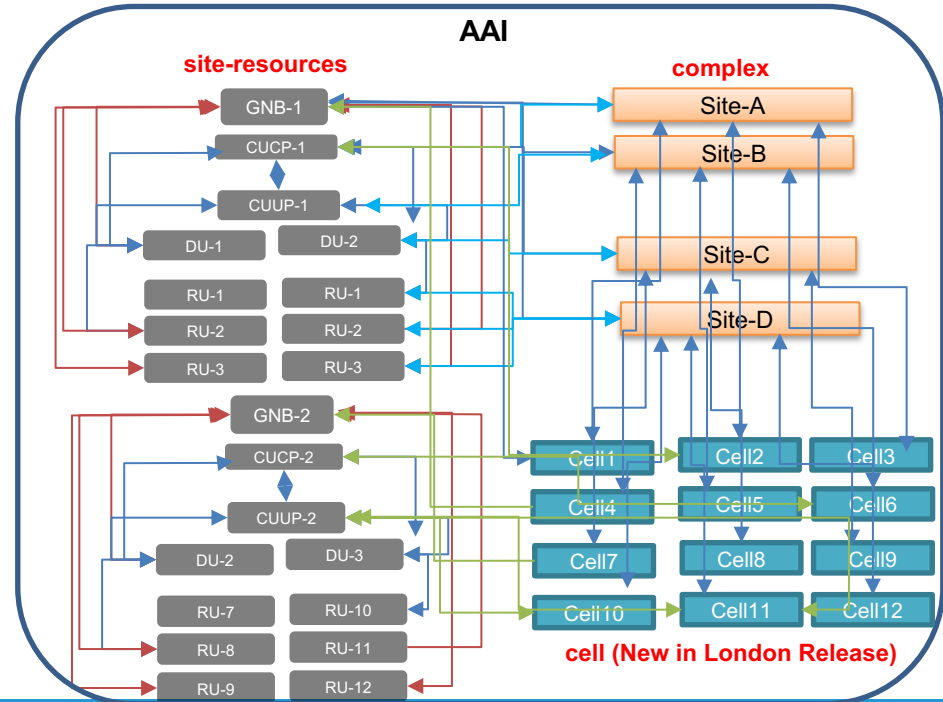 AAI
site-resources
complex
GNB-1
Site-A
CUCP-1
Site-B
CUUP-1
DU-1
DU-2
Site-C
RU-1
RU-1
RU-2
RU-2
Site-D
RU-3
RU-3
GNB-2
CUCP-2
Cell1
Cell2
Cell3
CUUP-2
Cell4
Cell5
Cell6
DU-2
DU-3
Cell7
Cell8
Cell9
RU-7
RU-10
Cell10
Cell11
Cell12
RU-8
RU-11
cell (New in London Release)
RU-9
RU-12